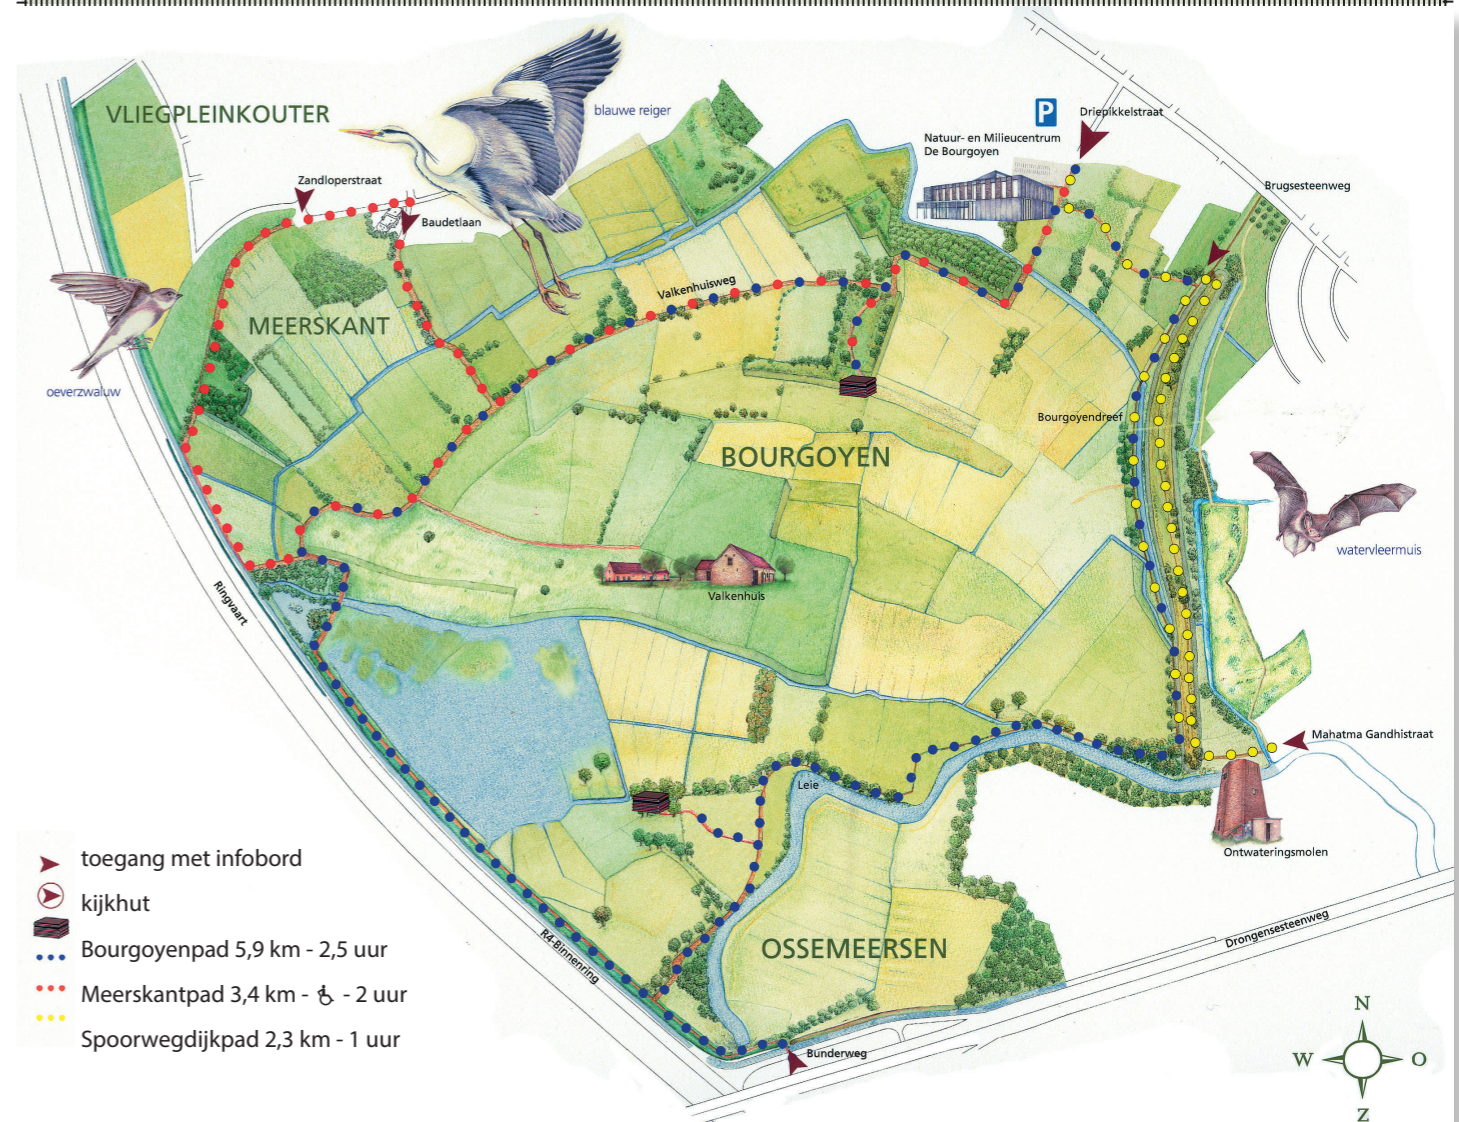 VLIEGPLEINKOUTER
blauwe reiger
Driepikkelstraat
P
Natuur- en Milieucentrum
De Bourgoyen
Zandloperstraat
Brugsesteenweg
Baudetlaan
Valkenhuisweg
MEERSKANT
oeverzwaluw
Bourgoyendreef
BOURGOYEN
watervleermuis
Valkenhuis
Ringvaart
Mahatma Gandhistraat
Leie
Ontwateringsmolen
toegang met infobord
kijkhut
Bourgoyenpad 5,9 km - 2,5 uur
Meerskantpad 3,4 km - ♿ - 2 uur
Spoorwegdijkpad 2,3 km - 1 uur
R4-Binnenring
OSSEMEERSEN
Drongensesteenweg
Bunderweg
N
W O
Z